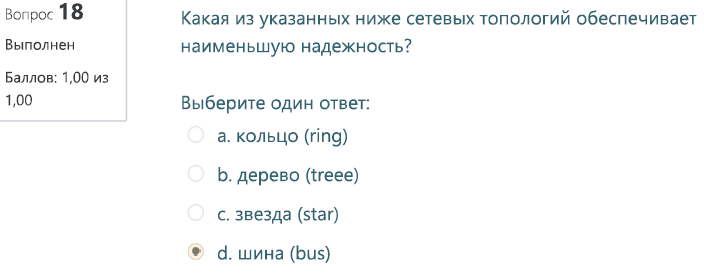 Вопрос 18
Выполнен
Баллов: 1,00 из
1,00
Какая из указанных ниже сетевых топологий обеспечивает
наименьшую надежность?
Выберите один ответ:
a. кольцо (ring)
b. дерево (treee)
c. звезда (star)
d. шина (bus)